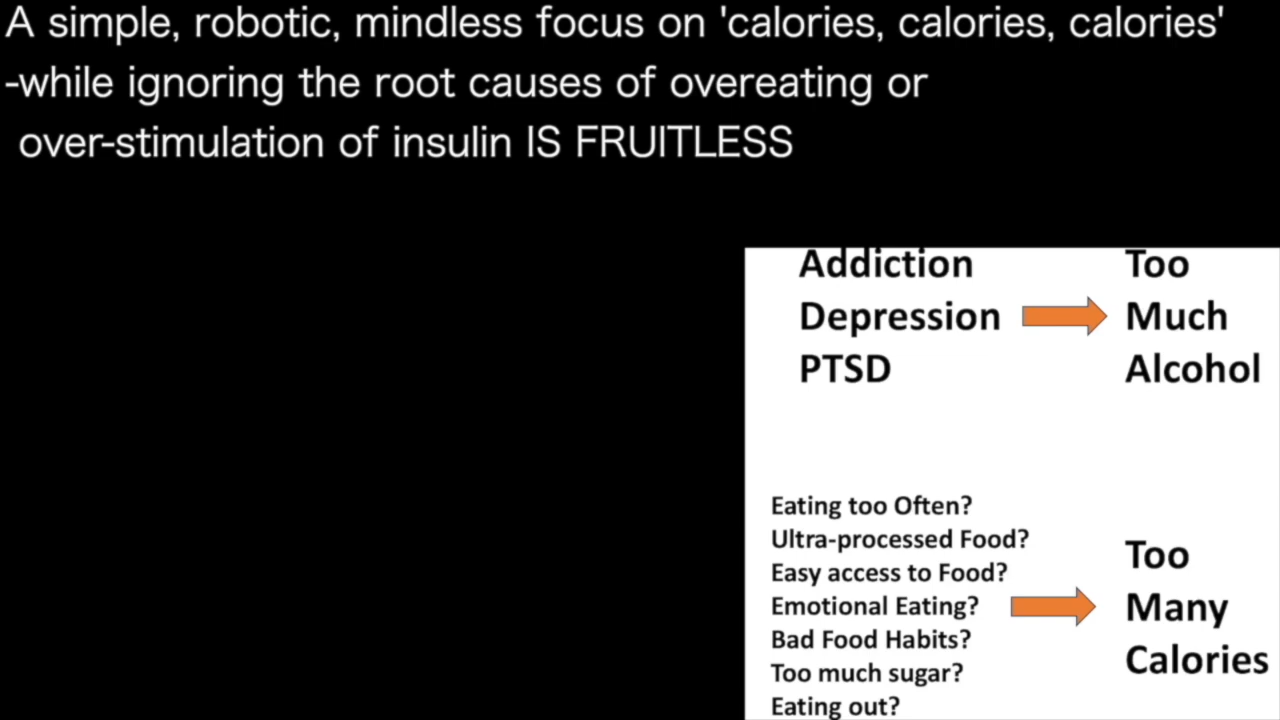 A simple, robotic, mindless focus on 'calories, calories, calories'
-while ignoring the root causes of overeating or
over-stimulation of insulin IS FRUITLESS
Addiction
Depression
PTSD
Too
Much
Alcohol
Eating too Often?
Ultra-processed Food?
Easy access to Food?
Emotional Eating?
Bad Food Habits?
Too much sugar?
Eating out?
Too
Many
Calories